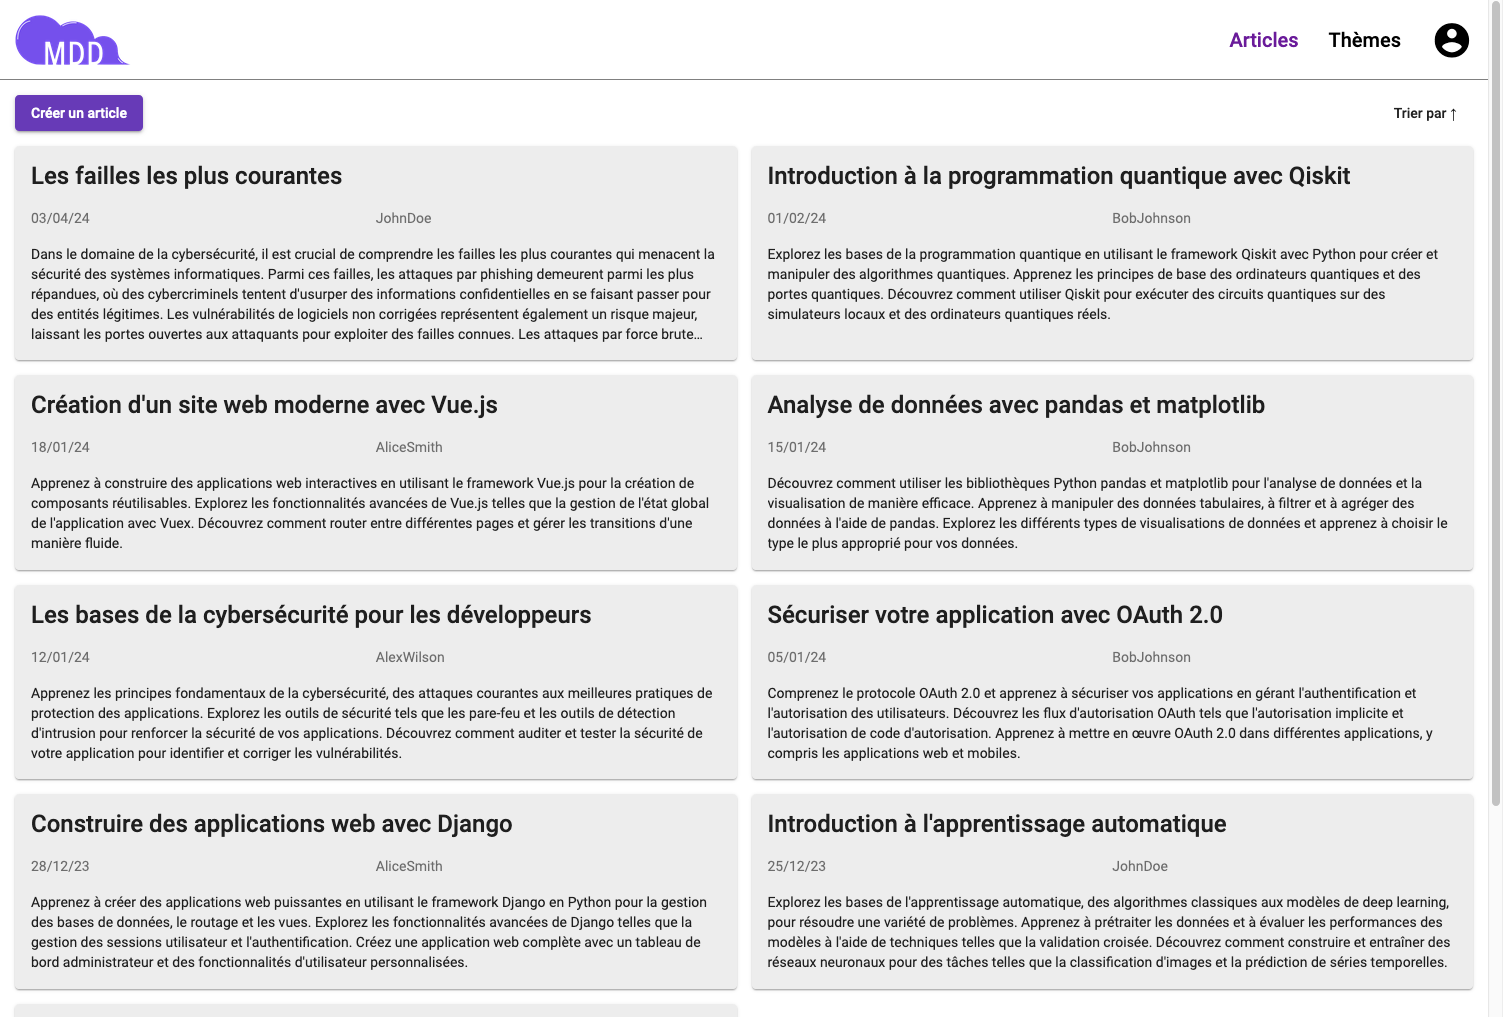 MDD
Articles
Thèmes
Créer un article
Trier par ↑
Les failles les plus courantes
03/04/24
JohnDoe
Dans le domaine de la cybersécurité, il est crucial de comprendre les failles les plus courantes qui menacent la
sécurité des systèmes informatiques. Parmi ces failles, les attaques par phishing demeurent parmi les plus
répandues, où des cybercriminels tentent d'usurper des informations confidentielles en se faisant passer pour
des entités légitimes. Les vulnérabilités de logiciels non corrigées représentent également un risque majeur,
laissant les portes ouvertes aux attaquants pour exploiter des failles connues. Les attaques par force brute…
Introduction à la programmation quantique avec Qiskit
01/02/24
BobJohnson
Explorez les bases de la programmation quantique en utilisant le framework Qiskit avec Python pour créer et
manipuler des algorithmes quantiques. Apprenez les principes de base des ordinateurs quantiques et des
portes quantiques. Découvrez comment utiliser Qiskit pour exécuter des circuits quantiques sur des
simulateurs locaux et des ordinateurs quantiques réels.
Création d'un site web moderne avec Vue.js
18/01/24
AliceSmith
Apprenez à construire des applications web interactives en utilisant le framework Vue.js pour la création de
composants réutilisables. Explorez les fonctionnalités avancées de Vue.js telles que la gestion de l'état global
de l'application avec Vuex. Découvrez comment router entre différentes pages et gérer les transitions d'une
manière fluide.
Analyse de données avec pandas et matplotlib
15/01/24
BobJohnson
Découvrez comment utiliser les bibliothèques Python pandas et matplotlib pour l'analyse de données et la
visualisation de manière efficace. Apprenez à manipuler des données tabulaires, à filtrer et à agréger des
données à l'aide de pandas. Explorez les différents types de visualisations de données et apprenez à choisir le
type le plus approprié pour vos données.
Les bases de la cybersécurité pour les développeurs
12/01/24
AlexWilson
Apprenez les principes fondamentaux de la cybersécurité, des attaques courantes aux meilleures pratiques de
protection des applications. Explorez les outils de sécurité tels que les pare-feu et les outils de détection
d'intrusion pour renforcer la sécurité de vos applications. Découvrez comment auditer et tester la sécurité de
votre application pour identifier et corriger les vulnérabilités.
Sécuriser votre application avec OAuth 2.0
05/01/24
BobJohnson
Comprenez le protocole OAuth 2.0 et apprenez à sécuriser vos applications en gérant l'authentification et
l'autorisation des utilisateurs. Découvrez les flux d'autorisation OAuth tels que l'autorisation implicite et
l'autorisation de code d'autorisation. Apprenez à mettre en œuvre OAuth 2.0 dans différentes applications, y
compris les applications web et mobiles.
Construire des applications web avec Django
28/12/23
AliceSmith
Apprenez à créer des applications web puissantes en utilisant le framework Django en Python pour la gestion
des bases de données, le routage et les vues. Explorez les fonctionnalités avancées de Django telles que la
gestion des sessions utilisateur et l'authentification. Créez une application web complète avec un tableau de
bord administrateur et des fonctionnalités d'utilisateur personnalisées.
Introduction à l'apprentissage automatique
25/12/23
JohnDoe
Explorez les bases de l'apprentissage automatique, des algorithmes classiques aux modèles de deep learning,
pour résoudre une variété de problèmes. Apprenez à prétraiter les données et à évaluer les performances des
modèles à l'aide de techniques telles que la validation croisée. Découvrez comment construire et entraîner des
réseaux neuronaux pour des tâches telles que la classification d'images et la prédiction de séries temporelles.